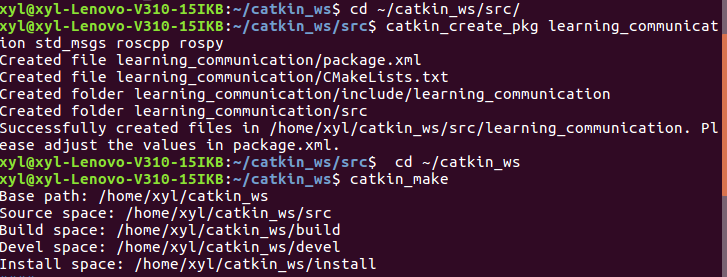 xyl@xyl-Lenovo-V310-15IKB:~/catkin_ws$ cd ~/catkin_ws/src/
xyl@xyl-Lenovo-V310-15IKB:~/catkin_ws/src$ catkin_create_pkg learning_communicat
ion std_msgs roscpp rospy
Created file learning_communication/package.xml
Created file learning_communication/CMakeLists.txt
Created folder learning_communication/include/learning_communication
Created folder learning_communication/src
Successfully created files in /home/xyl/catkin_ws/src/learning_communication. Pl
ease adjust the values in package.xml.
xyl@xyl-Lenovo-V310-15IKB:~/catkin_ws/src$  cd ~/catkin_ws
xyl@xyl-Lenovo-V310-15IKB:~/catkin_ws$ catkin_make
Base path: /home/xyl/catkin_ws
Source space: /home/xyl/catkin_ws/src
Build space: /home/xyl/catkin_ws/build
Devel space: /home/xyl/catkin_ws/devel
Install space: /home/xyl/catkin_ws/install